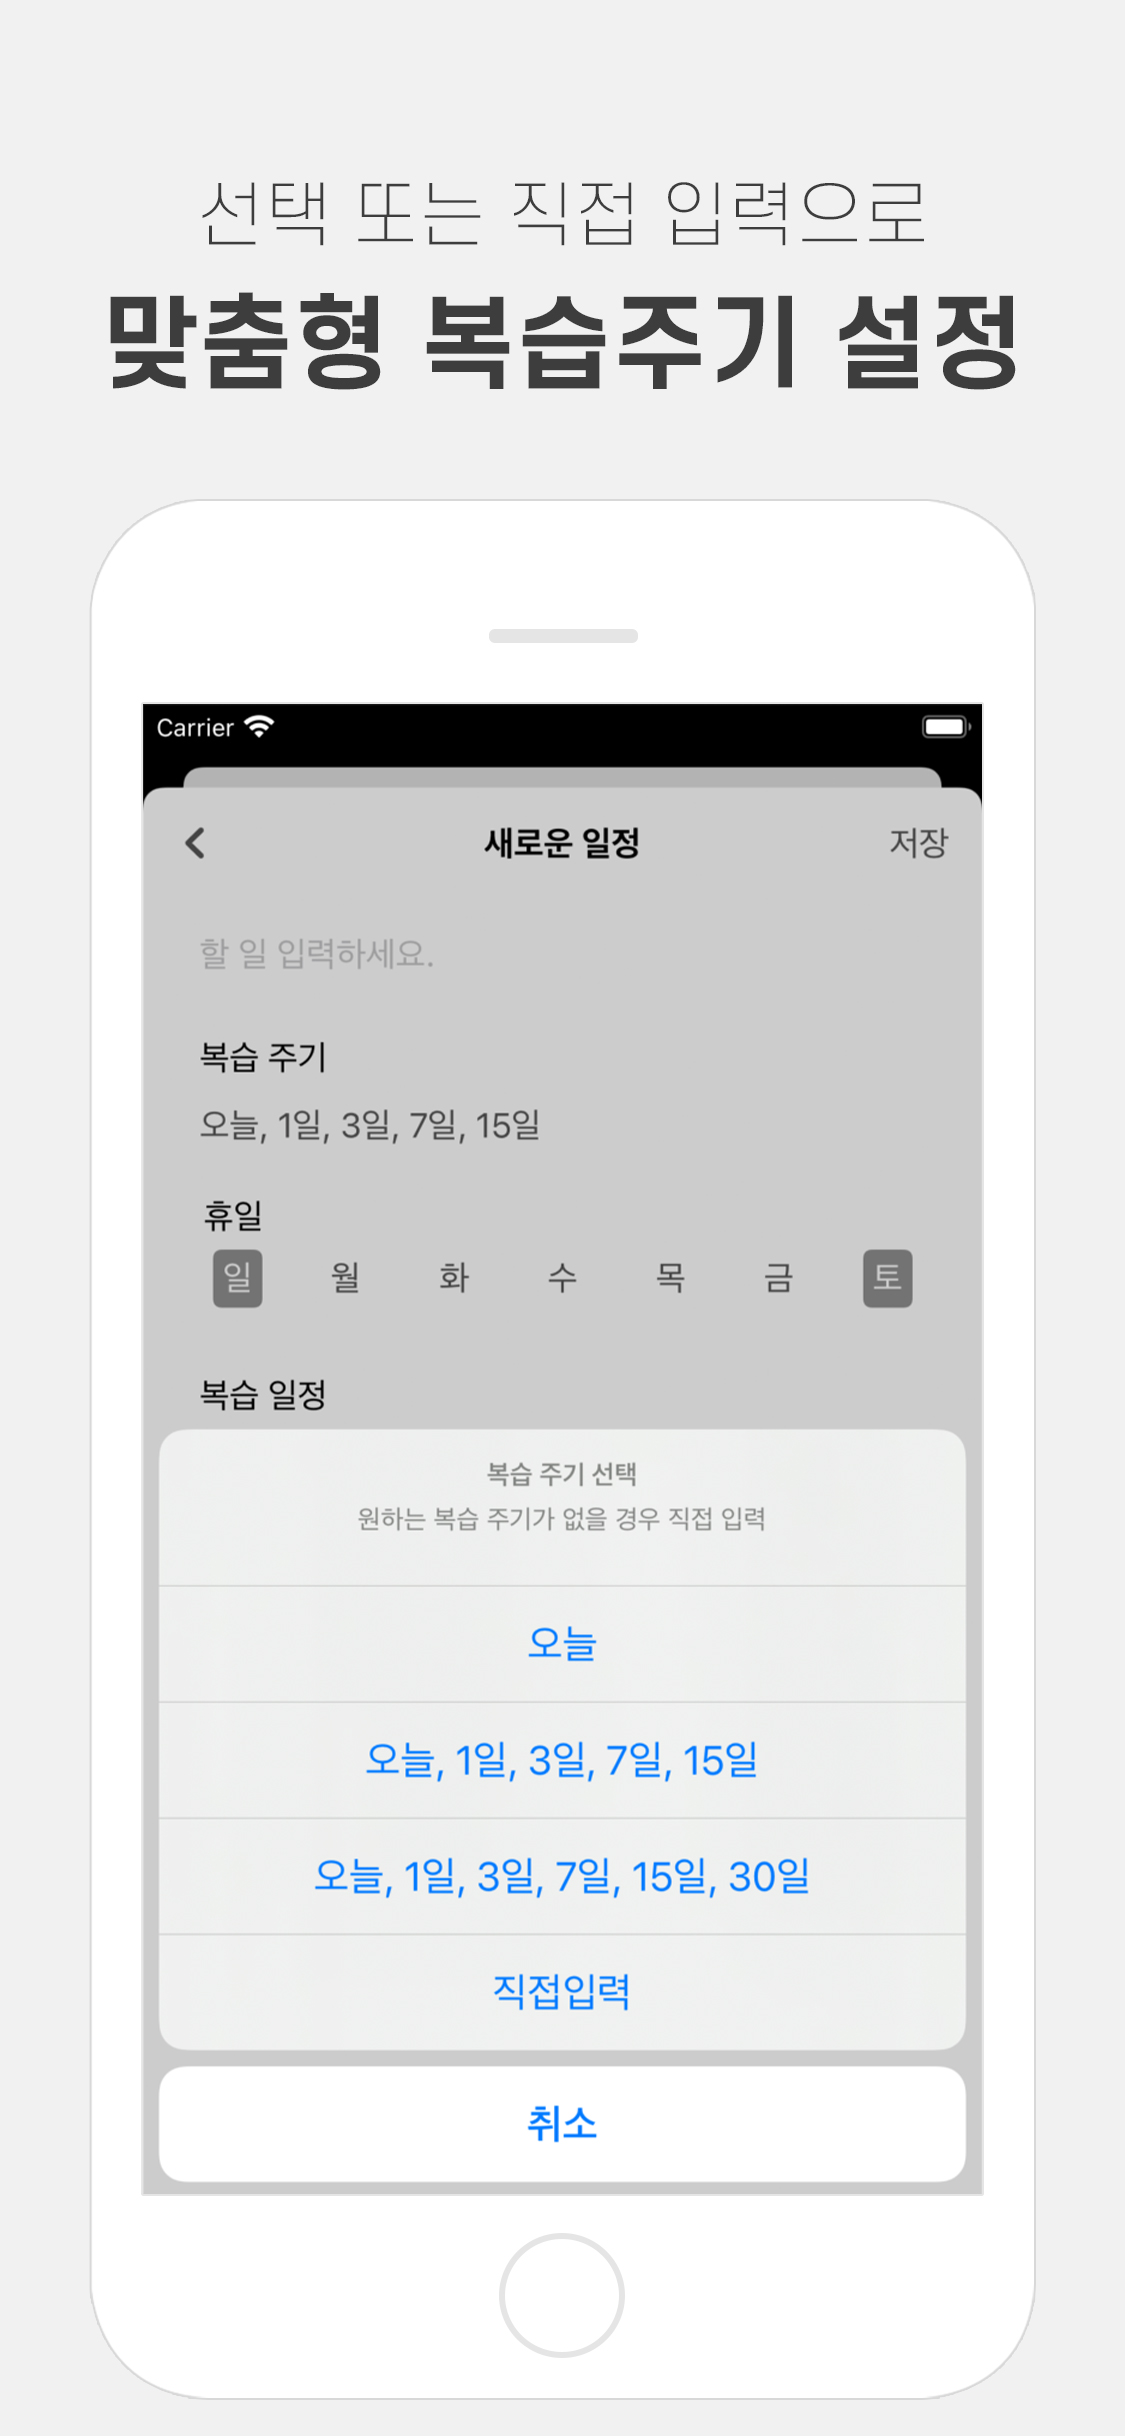 선택 또는 직접 입력으로
맞춤형 복습주기 설정
Carrier
새로운 일정 저장
할 일 입력하세요.
복습 주기
오늘, 1일, 3일, 7일, 15일
휴일
일 월 화 수 목 금 토
복습 일정
복습 주기 선택
원하는 복습 주기가 없을 경우 직접 입력
오늘
오늘, 1일, 3일, 7일, 15일
오늘, 1일, 3일, 7일, 15일, 30일
직접입력
취소